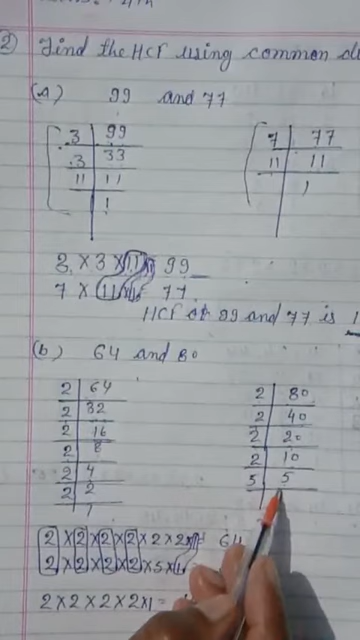 ② Find the HCF using common
(a) 99 and 77
3 | 99
3 | 33
11 | 11
1
7 | 77
11 | 11
1
3 × 3 × 11 99
7 × 11 77
HCF of 99 and 77 is
(b) 64 and 80
2 | 64
2 | 32
2 | 16
2 | 8
2 | 4
2 | 2
1
2 | 80
2 | 40
2 | 20
2 | 10
5 | 5
2 × 2 × 2 × 2 × 2 × 2 64
2 × 2 × 2 × 2 × 5 × 1
2 × 2 × 2 × 2 × 1 =